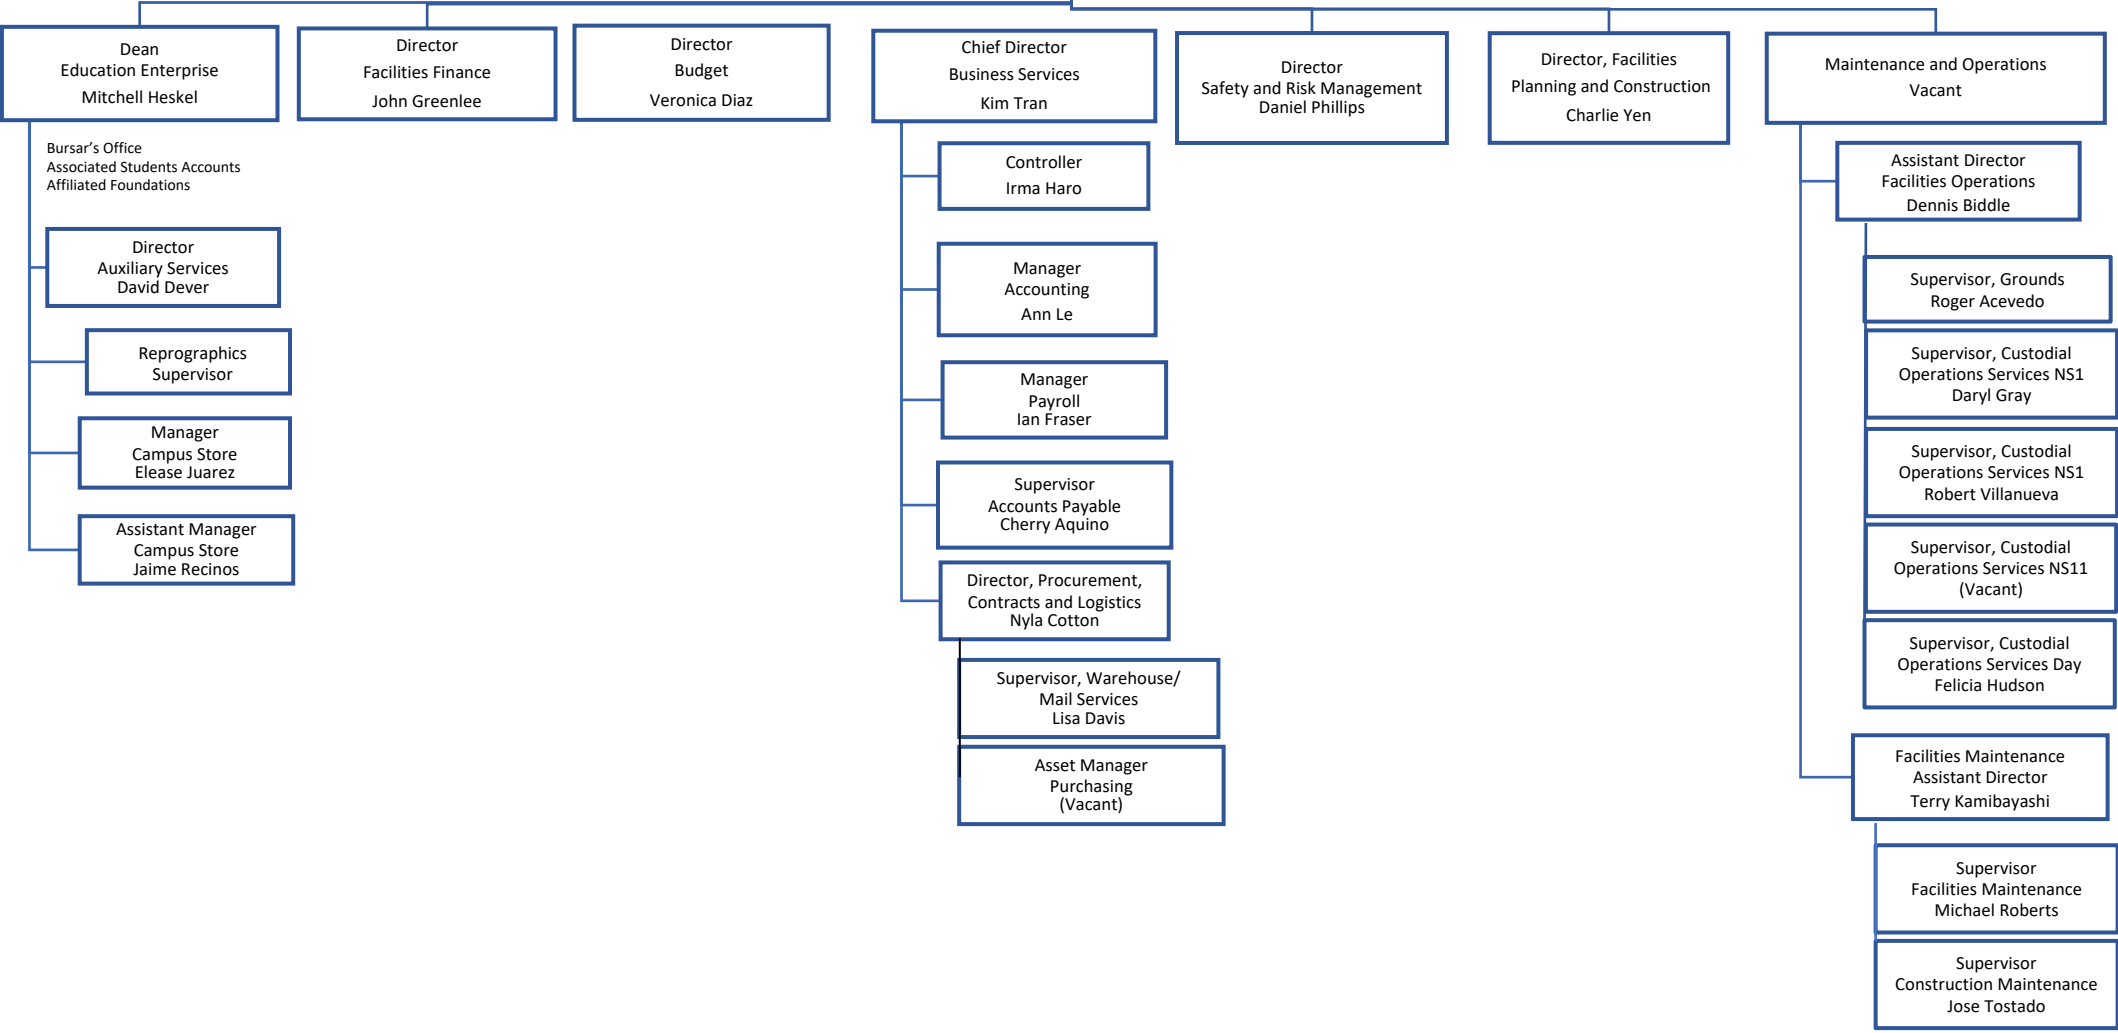 Dean
Education Enterprise
Mitchell Heskel
Bursar's Office
Associated Students Accounts
Affiliated Foundations
Director
Auxiliary Services
David Dever
Reprographics
Supervisor
Manager
Campus Store
Elease Juarez
Assistant Manager
Campus Store
Jaime Recinos
Director
Facilities Finance
John Greenlee
Director
Budget
Veronica Diaz
Chief Director
Business Services
Kim Tran
Controller
Irma Haro
Manager
Accounting
Ann Le
Manager
Payroll
Ian Fraser
Supervisor
Accounts Payable
Cherry Aquino
Director, Procurement,
Contracts and Logistics
Nyla Cotton
Supervisor, Warehouse/
Mail Services
Lisa Davis
Asset Manager
Purchasing
(Vacant)
Director
Safety and Risk Management
Daniel Phillips
Director, Facilities
Planning and Construction
Charlie Yen
Maintenance and Operations
Vacant
Assistant Director
Facilities Operations
Dennis Biddle
Supervisor, Grounds
Roger Acevedo
Supervisor, Custodial
Operations Services NS1
Daryl Gray
Supervisor, Custodial
Operations Services NS1
Robert Villanueva
Supervisor, Custodial
Operations Services NS11
(Vacant)
Supervisor, Custodial
Operations Services Day
Felicia Hudson
Facilities Maintenance
Assistant Director
Terry Kamibayashi
Supervisor
Facilities Maintenance
Michael Roberts
Supervisor
Construction Maintenance
Jose Tostado